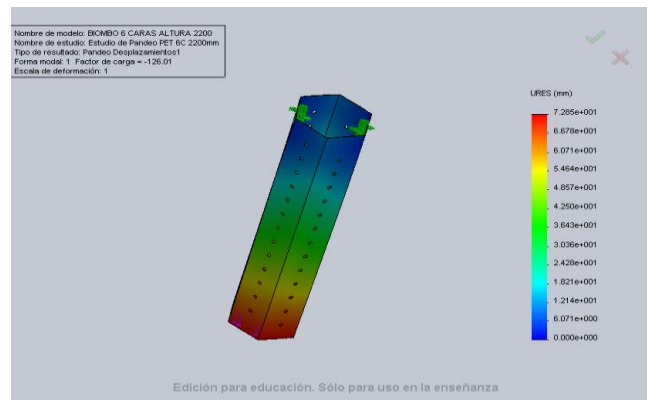 Nombre de modelo: BIOMBO 6 CARAS ALTURA 2200
Nombre de estudio: Estudio de Pandeo PET 6C 2200mm
Tipo de resultado: Pandeo Desplazamientos1
Forma modal: 1 Factor de carga = -126.01
Escala de deformación: 1
URES (mm)
7.285e+001
6.678e+001
6.071e+001
5.464e+001
4.857e+001
4.250e+001
3.643e+001
3.036e+001
2.428e+001
1.821e+001
1.214e+001
6.071e+000
0.000e+000
Edición para educación. Sólo para uso en la enseñanza